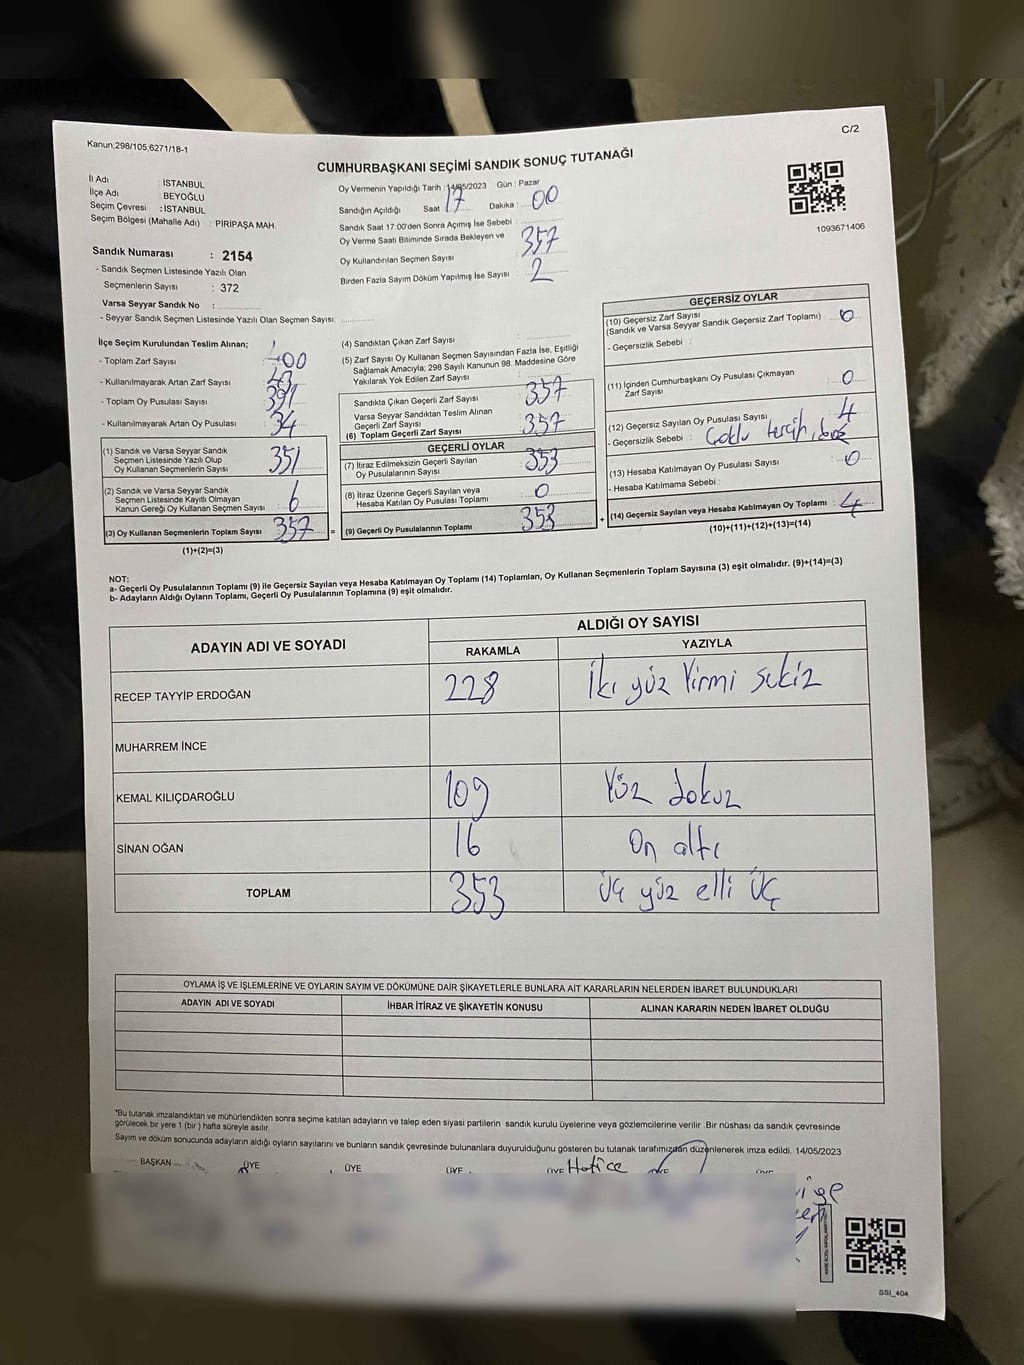 C/2
Kanun,298/105,6271/18-1
CUMHURBAŞKANI SEÇİMİ SANDIK SONUÇ TUTANAĞI
1093671406
İl Adı : İSTANBUL
İlçe Adı : BEYOĞLU
Seçim Çevresi : İSTANBUL
Seçim Bölgesi (Mahalle Adı) : PİRİPAŞA MAH.
Sandık Numarası : 2154
- Sandık Seçmen Listesinde Yazılı Olan
Seçmenlerin Sayısı : 372
Varsa Seyyar Sandık No :
- Seyyar Sandık Seçmen Listesinde Yazılı Olan Seçmen Sayısı:
Oy Vermenin Yapıldığı Tarih : 14/05/2023 Gün : Pazar
Sandığın Açıldığı Saat 17 Dakika : 00
Sandık Saat 17.00'den Sonra Açımış İse Sebebi :
Oy Verme Saati Bitiminde Sırada Bekleyen ve
Oy Kullandırılan Seçmen Sayısı 357
Birden Fazla Sayım Döküm Yapılmış İse Sayısı : 2
İlçe Seçim Kurulundan Teslim Alınan;
- Toplam Zarf Sayısı 400
- Kullanılmayarak Artan Zarf Sayısı 43
- Toplam Oy Pusulası Sayısı 391
- Kullanılmayarak Artan Oy Pusulası 34
(1) Sandık ve Varsa Seyyar Sandık
Seçmen Listesinde Yazılı Olup
Oy Kullanan Seçmenlerin Sayısı 351
(2) Sandık ve Varsa Seyyar Sandık
Seçmen Listesinde Kayıtlı Olmayan
Kanun Gereği Oy Kullanan Seçmen Sayısı : 6
(3) Oy Kullanan Seçmenlerin Toplam Sayısı 357 =
(1)+(2)=(3)
(4) Sandıktan Çıkan Zarf Sayısı :
(5) Zarf Sayısı Oy Kullanan Seçmen Sayısından Fazla İse, Eşitliği
Sağlamak Amacıyla; 298 Sayılı Kanunun 98. Maddesine Göre
Yakılarak Yok Edilen Zarf Sayısı
Sandıkta Çıkan Geçerli Zarf Sayısı : 357
Varsa Seyyar Sandıktan Teslim Alınan
Geçerli Zarf Sayısı
(6) Toplam Geçerli Zarf Sayısı 357
GEÇERLİ OYLAR
(7) İtiraz Edilmeksizin Geçerli Sayılan
Oy Pusulalarının Sayısı : 353
(8) İtiraz Üzerine Geçerli Sayılan veya
Hesaba Katılan Oy Pusulası Toplamı : 0
(9) Geçerli Oy Pusulalarının Toplamı 353 +
GEÇERSİZ OYLAR
(10) Geçersiz Zarf Sayısı
(Sandık ve Varsa Seyyar Sandık Geçersiz Zarf Toplamı) : 0
- Geçersizlik Sebebi :
(11) İçinden Cumhurbaşkanı Oy Pusulası Çıkmayan
Zarf Sayısı : 0
(12) Geçersiz Sayılan Oy Pusulası Sayısı : 4
- Geçersizlik Sebebi : Çoklu tercih, boş
(13) Hesaba Katılmayan Oy Pusulası Sayısı : 0
- Hesaba Katılmama Sebebi :
(14) Geçersiz Sayılan veya Hesaba Katılmayan Oy Toplamı : 4
(10)+(11)+(12)+(13)=(14)
NOT:
a- Geçerli Oy Pusulalarının Toplamı (9) ile Geçersiz Sayılan veya Hesaba Katılmayan Oy Toplamı (14) Toplamları, Oy Kullanan Seçmenlerin Toplam Sayısına (3) eşit olmalıdır. (9)+(14)=(3)
b- Adayların Aldığı Oyların Toplamı, Geçerli Oy Pusulalarının Toplamına (9) eşit olmalıdır.
ADAYIN ADI VE SOYADI
ALDIĞI OY SAYISI
RAKAMLA YAZIYLA
RECEP TAYYİP ERDOĞAN 228 İki yüz Yirmi sekiz
MUHARREM İNCE
KEMAL KILIÇDAROĞLU 109 Yüz dokuz
SİNAN OĞAN 16 On altı
TOPLAM 353 Üç yüz elli Üç
OYLAMA İŞ VE İŞLEMLERİNE VE OYLARIN SAYIM VE DÖKÜMÜNE DAİR ŞİKAYETLERLE BUNLARA AİT KARARLARIN NELERDEN İBARET BULUNDUKLARI
ADAYIN ADI VE SOYADI İHBAR İTİRAZ VE ŞİKAYETİN KONUSU ALINAN KARARIN NEDEN İBARET OLDUĞU
*Bu tutanak imzalandıktan ve mühürlendikten sonra seçime katılan adayların ve talep eden siyasi partilerin sandık kurulu üyelerine veya gözlemcilerine verilir. Bir nüshası da sandık çevresinde
görülecek bir yere 1 (bir) hafta süreyle asılır.
Sayım ve döküm sonucunda adayların aldığı oyların sayılarını ve bunların sandık çevresinde bulunanlara duyurulduğunu gösteren bu tutanak tarafımızdan düzenlenerek imza edildi. 14/05/2023
BAŞKAN ÜYE ÜYE ÜYE ÜYE Hatice ÜYE ÜYE
SSI_404